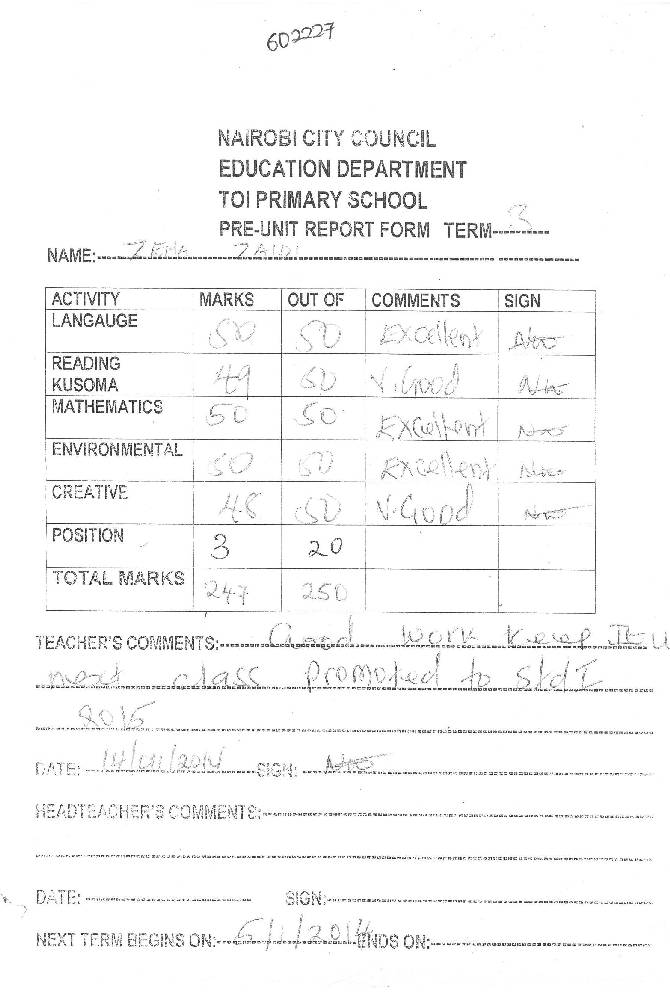 602227
NAIROBI CITY COUNCIL
EDUCATION DEPARTMENT
TOI PRIMARY SCHOOL
PRE-UNIT REPORT FORM TERM 3
NAME: ZEMA ZAIDI
ACTIVITY MARKS OUT OF COMMENTS SIGN
LANGAUGE 50 50 Excellent
READING
KUSOMA 49 50 V. Good
MATHEMATICS 50 50 Excellent
ENVIRONMENTAL 50 50 Excellent
CREATIVE 48 50 V. Good
POSITION 3 20
TOTAL MARKS 247 250
TEACHER'S COMMENTS: Good work keep
next class promoted to std I
2015
DATE: 14/11/2014 SIGN:
HEADTEACHER'S COMMENTS:
DATE: SIGN:
NEXT TERM BEGINS ON: 5/1/2014 ENDS ON: